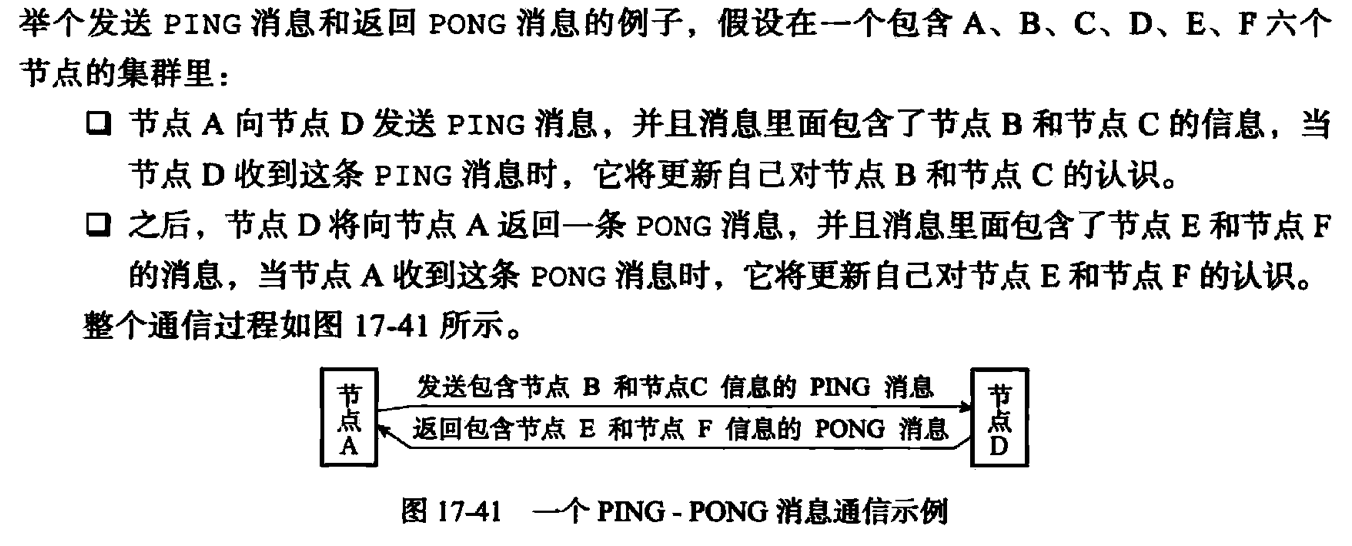 举个发送 PING 消息和返回 PONG 消息的例子，假设在一个包含 A、B、C、D、E、F 六个
节点的集群里：
❑ 节点 A 向节点 D 发送 PING 消息，并且消息里面包含了节点 B 和节点 C 的信息，当
节点 D 收到这条 PING 消息时，它将更新自己对节点 B 和节点 C 的认识。
❑ 之后，节点 D 将向节点 A 返回一条 PONG 消息，并且消息里面包含了节点 E 和节点 F
的消息，当节点 A 收到这条 PONG 消息时，它将更新自己对节点 E 和节点 F 的认识。
整个通信过程如图 17-41 所示。
节点A
发送包含节点 B 和节点C 信息的 PING 消息
返回包含节点 E 和节点 F 信息的 PONG 消息
节点D
图 17-41 一个 PING - PONG 消息通信示例